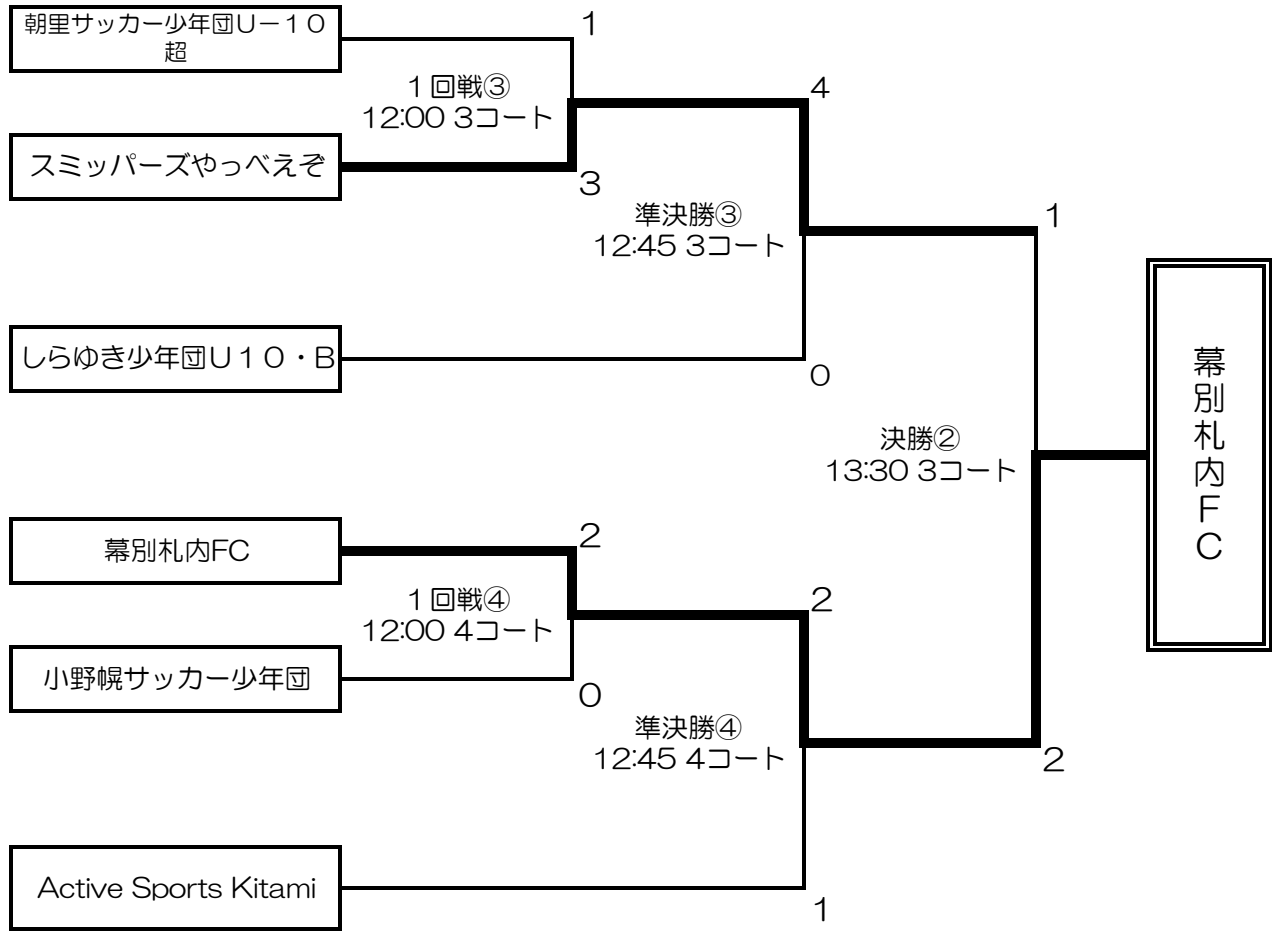 朝里サッカー少年団Ｕ－１０
超
1
１回戦③
12:00 3コート
スミッパーズやっべえぞ
3
4
準決勝③
12:45 3コート
しらゆき少年団Ｕ１０・Ｂ
0
1
決勝②
13:30 3コート
幕別札内ＦＣ
幕別札内FC
2
１回戦④
12:00 4コート
小野幌サッカー少年団
0
2
準決勝④
12:45 4コート
2
Active Sports Kitami
1